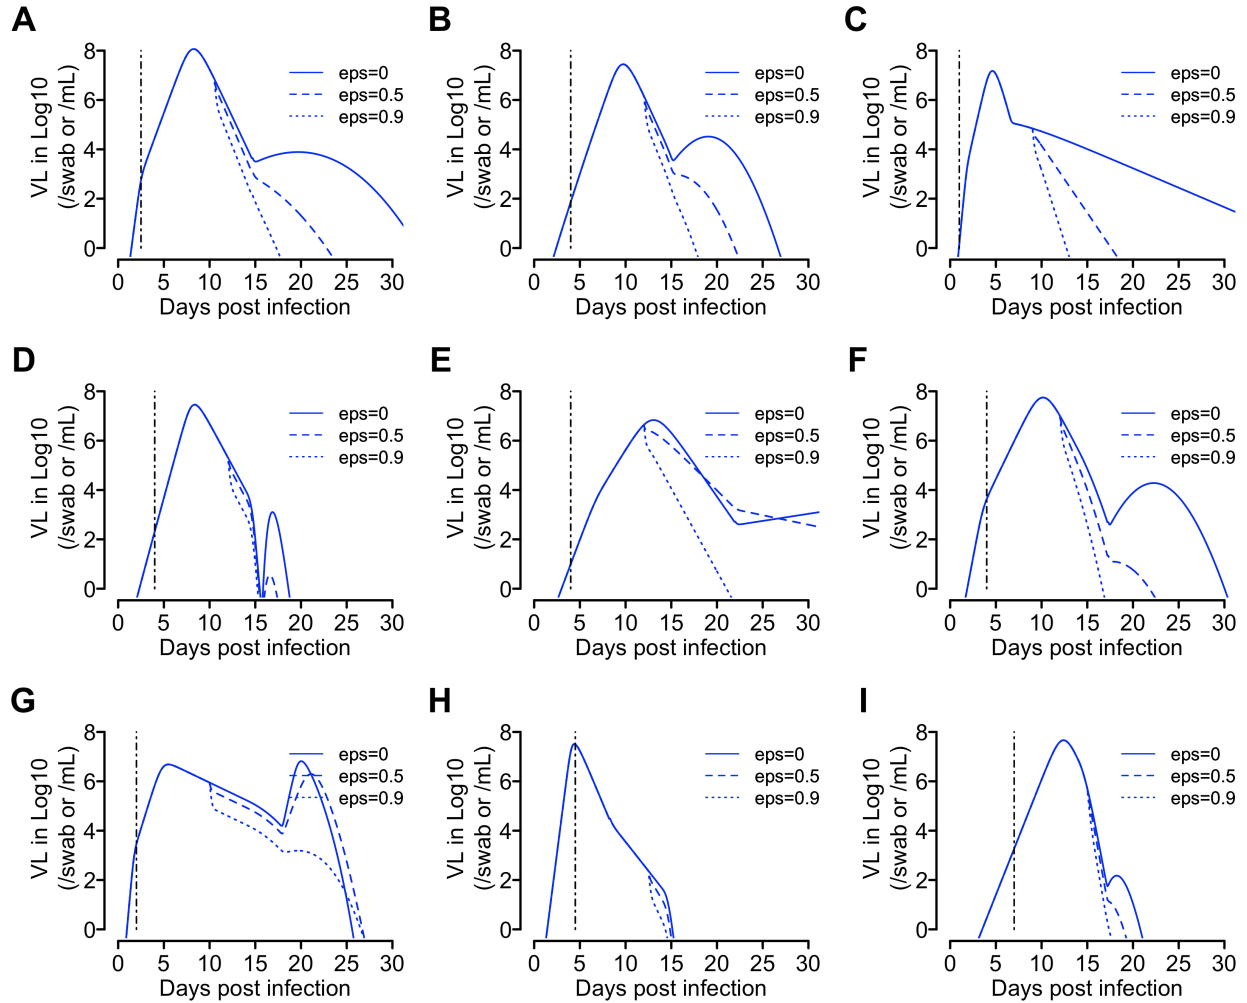 A
VL in Log10
(/swab or /mL)
8
6
4
2
0
eps=0
eps=0.5
eps=0.9
0 5 10 15 20 25 30
Days post infection
B
VL in Log10
(/swab or /mL)
8
6
4
2
0
eps=0
eps=0.5
eps=0.9
0 5 10 15 20 25 30
Days post infection
C
VL in Log10
(/swab or /mL)
8
6
4
2
0
eps=0
eps=0.5
eps=0.9
0 5 10 15 20 25 30
Days post infection
D
VL in Log10
(/swab or /mL)
8
6
4
2
0
eps=0
eps=0.5
eps=0.9
0 5 10 15 20 25 30
Days post infection
E
VL in Log10
(/swab or /mL)
8
6
4
2
0
eps=0
eps=0.5
eps=0.9
0 5 10 15 20 25 30
Days post infection
F
VL in Log10
(/swab or /mL)
8
6
4
2
0
eps=0
eps=0.5
eps=0.9
0 5 10 15 20 25 30
Days post infection
G
VL in Log10
(/swab or /mL)
8
6
4
2
0
eps=0
eps=0.5
eps=0.9
0 5 10 15 20 25 30
Days post infection
H
VL in Log10
(/swab or /mL)
8
6
4
2
0
eps=0
eps=0.5
eps=0.9
0 5 10 15 20 25 30
Days post infection
I
VL in Log10
(/swab or /mL)
8
6
4
2
0
eps=0
eps=0.5
eps=0.9
0 5 10 15 20 25 30
Days post infection